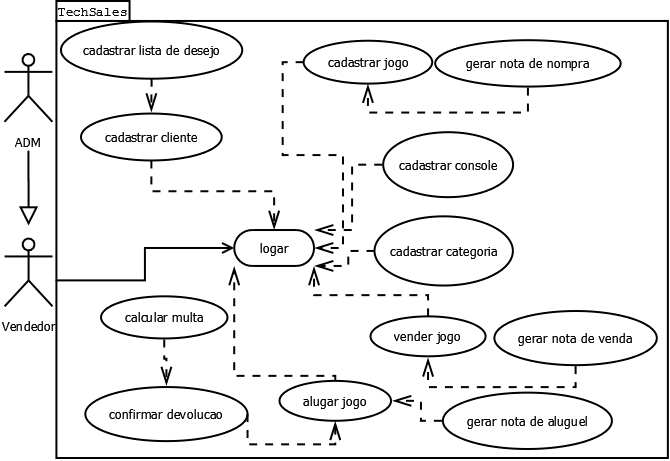 TechSales
cadastrar lista de desejo
cadastrar jogo
gerar nota de nompra
cadastrar cliente
ADM
cadastrar console
logar
cadastrar categoria
Vendedor
calcular multa
vender jogo
gerar nota de venda
confirmar devolucao
alugar jogo
gerar nota de aluguel